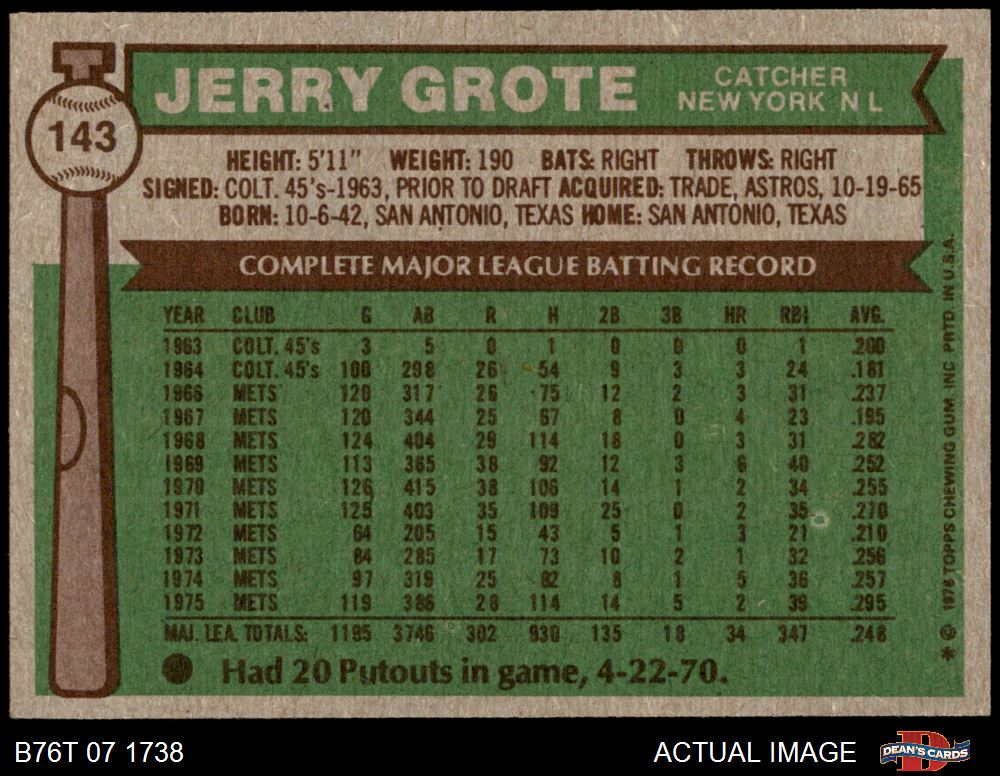 143
JERRY GROTE
CATCHER
NEW YORK N L
HEIGHT: 5'11" WEIGHT: 190 BATS: RIGHT THROWS: RIGHT
SIGNED: COLT. 45's-1963, PRIOR TO DRAFT ACQUIRED: TRADE, ASTROS, 10-19-65
BORN: 10-6-42, SAN ANTONIO, TEXAS HOME: SAN ANTONIO, TEXAS
COMPLETE MAJOR LEAGUE BATTING RECORD
YEAR CLUB G AB R H 2B 3B HR RBI AVG.
1963 COLT. 45's 3 5 0 1 0 0 0 1 .200
1964 COLT. 45's 100 298 26 54 9 3 3 24 .181
1966 METS 120 317 26 75 12 2 3 31 .237
1967 METS 120 344 25 67 8 0 4 23 .195
1968 METS 124 404 29 114 18 0 3 31 .282
1969 METS 113 365 38 92 12 3 6 40 .252
1970 METS 126 415 38 106 14 1 2 34 .255
1971 METS 125 403 35 109 25 0 2 35 .270
1972 METS 64 205 15 43 5 1 3 21 .210
1973 METS 84 285 17 73 10 2 1 32 .256
1974 METS 97 319 25 82 8 1 5 36 .257
1975 METS 119 386 28 114 14 5 2 39 .295
MAJ. LEA. TOTALS: 1195 3746 302 930 135 18 34 347 .248
Had 20 Putouts in game, 4-22-70.
* © 1976 TOPPS CHEWING GUM, INC. PRTD. IN U.S.A.
B76T 07 1738
ACTUAL IMAGE
DEAN'S CARDS